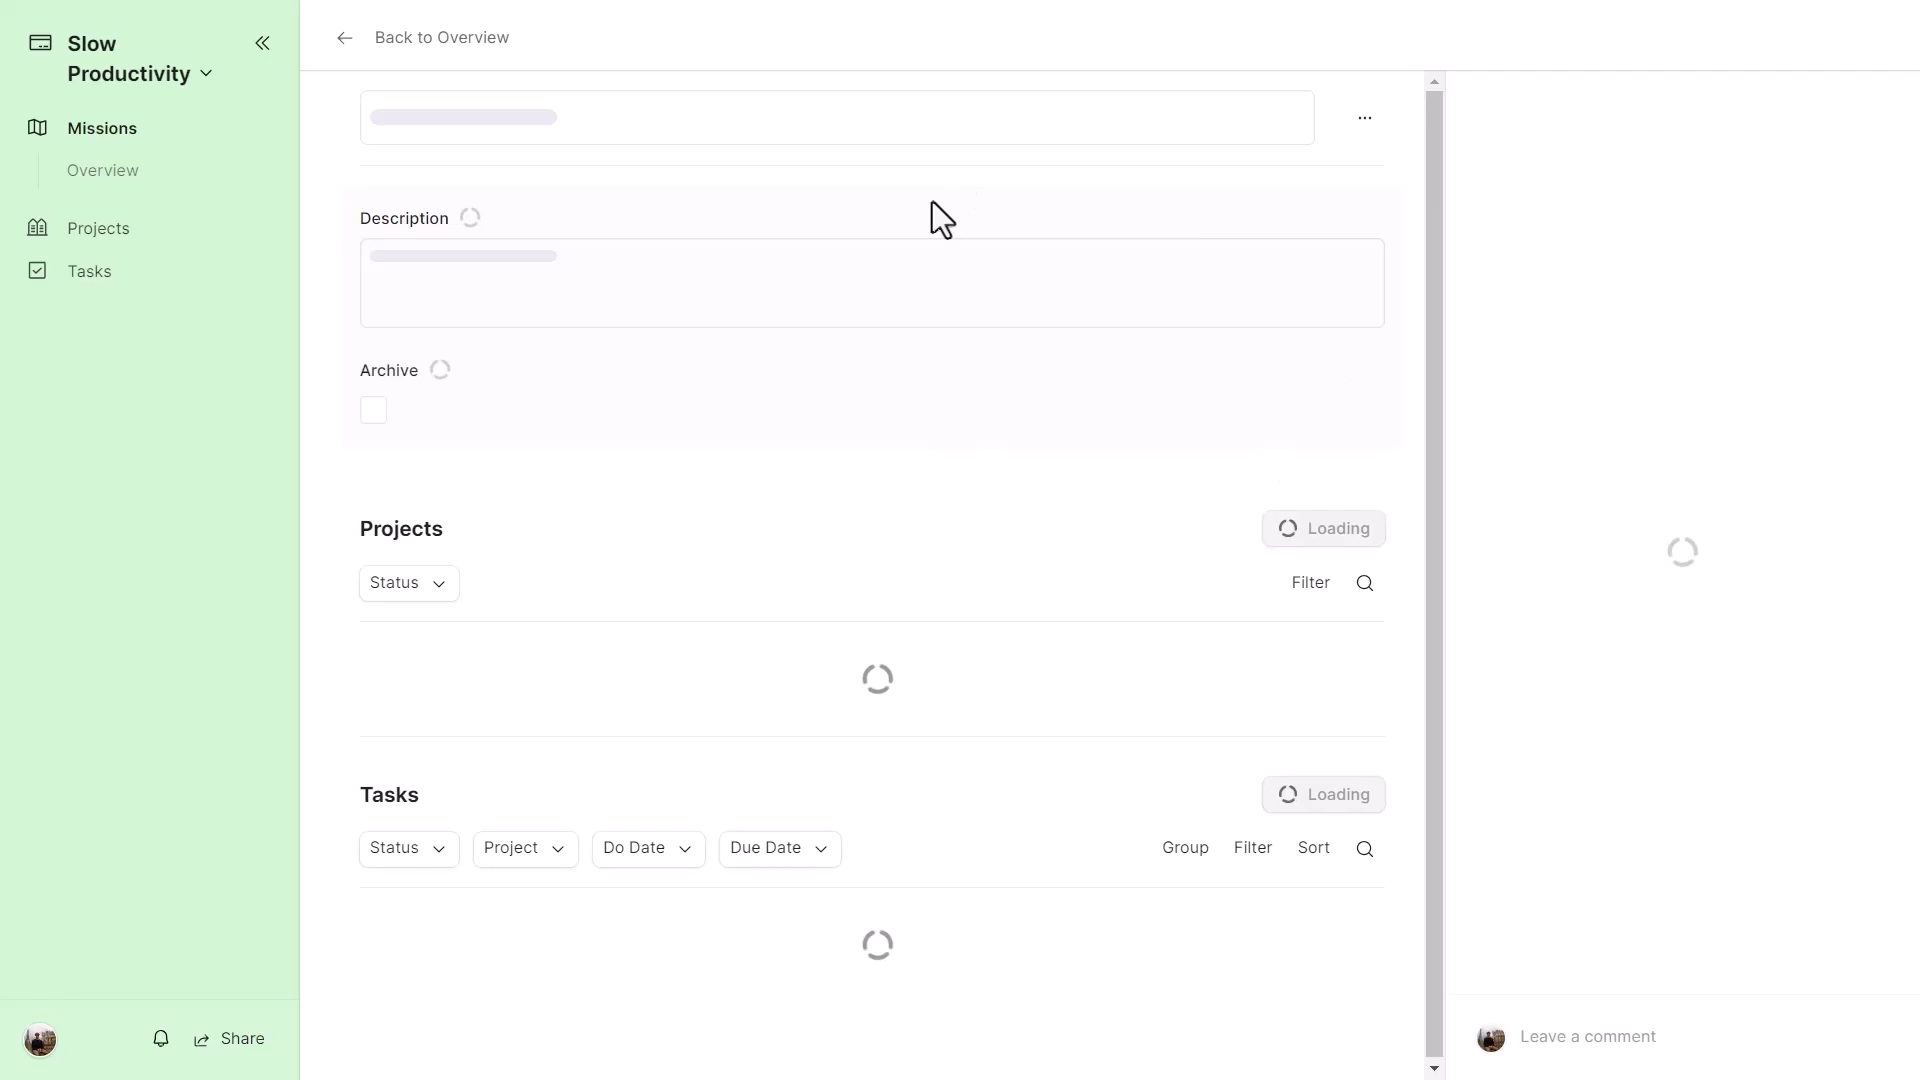 Slow
Productivity
Missions
Overview
Projects
Tasks
Share
Back to Overview
Description
Archive
Projects
Loading
Status
Filter
Tasks
Loading
Status
Project
Do Date
Due Date
Group
Filter
Sort
Leave a comment